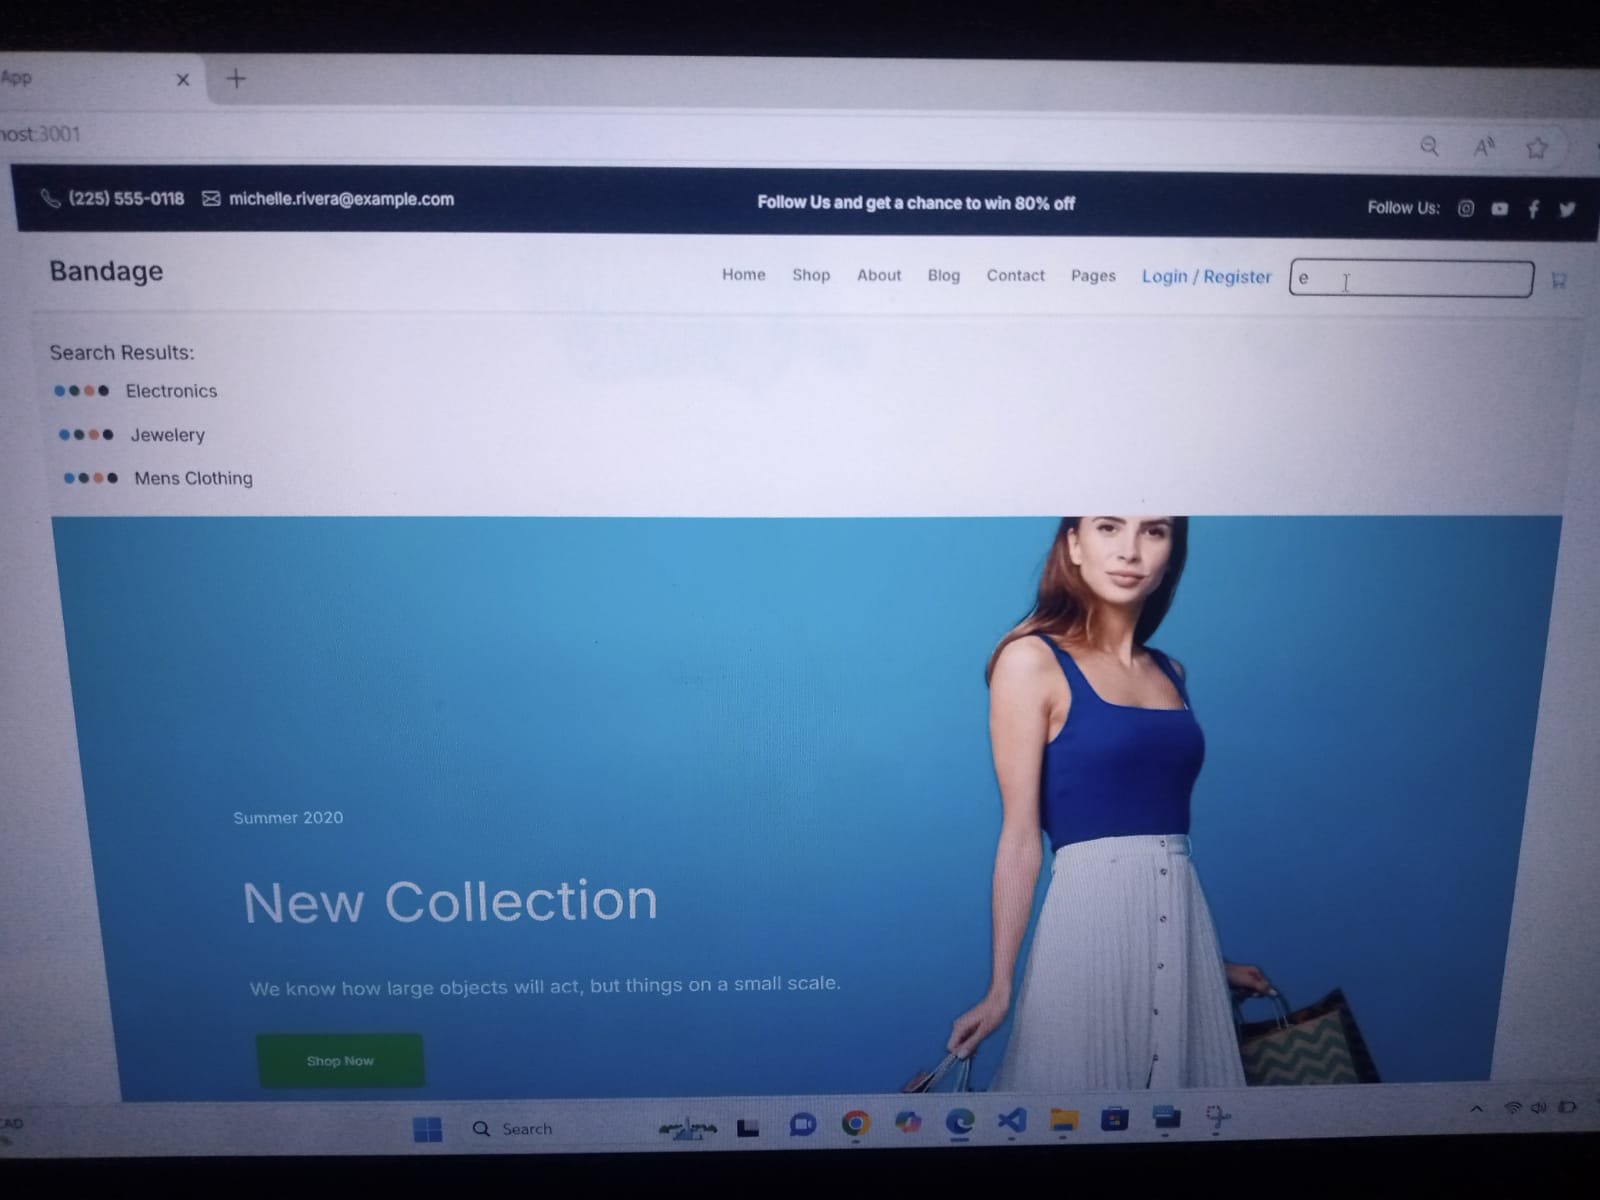 App
host:3001
(225) 555-0118 michelle.rivera@example.com Follow Us and get a chance to win 80% off Follow Us:
Bandage Home Shop About Blog Contact Pages Login / Register e
Search Results:
Electronics
Jewelery
Mens Clothing
Summer 2020
New Collection
We know how large objects will act, but things on a small scale.
Shop Now
Search